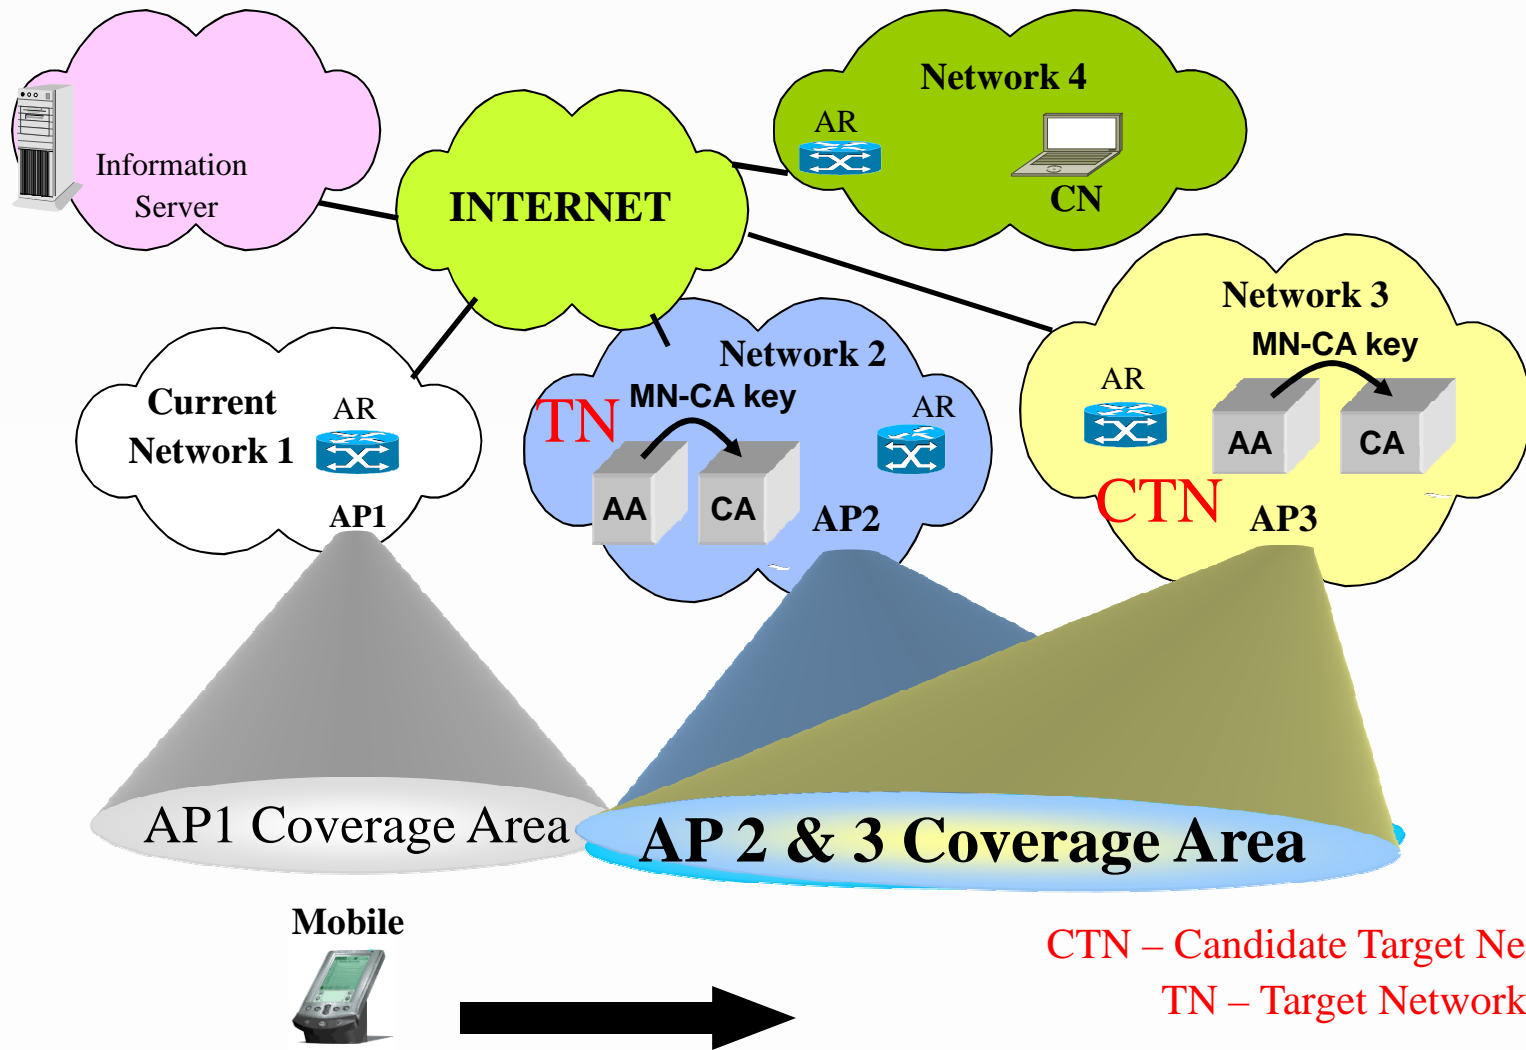 Network 4
AR
CN
Information
Server
INTERNET
Network 3
MN-CA key
AR
AA
CA
CTN
AP3
Network 2
MN-CA key
TN
AR
AA
CA
AP2
Current
Network 1
AR
AP1
AP1 Coverage Area
AP 2 & 3 Coverage Area
Mobile
CTN – Candidate Target Ne
TN – Target Network